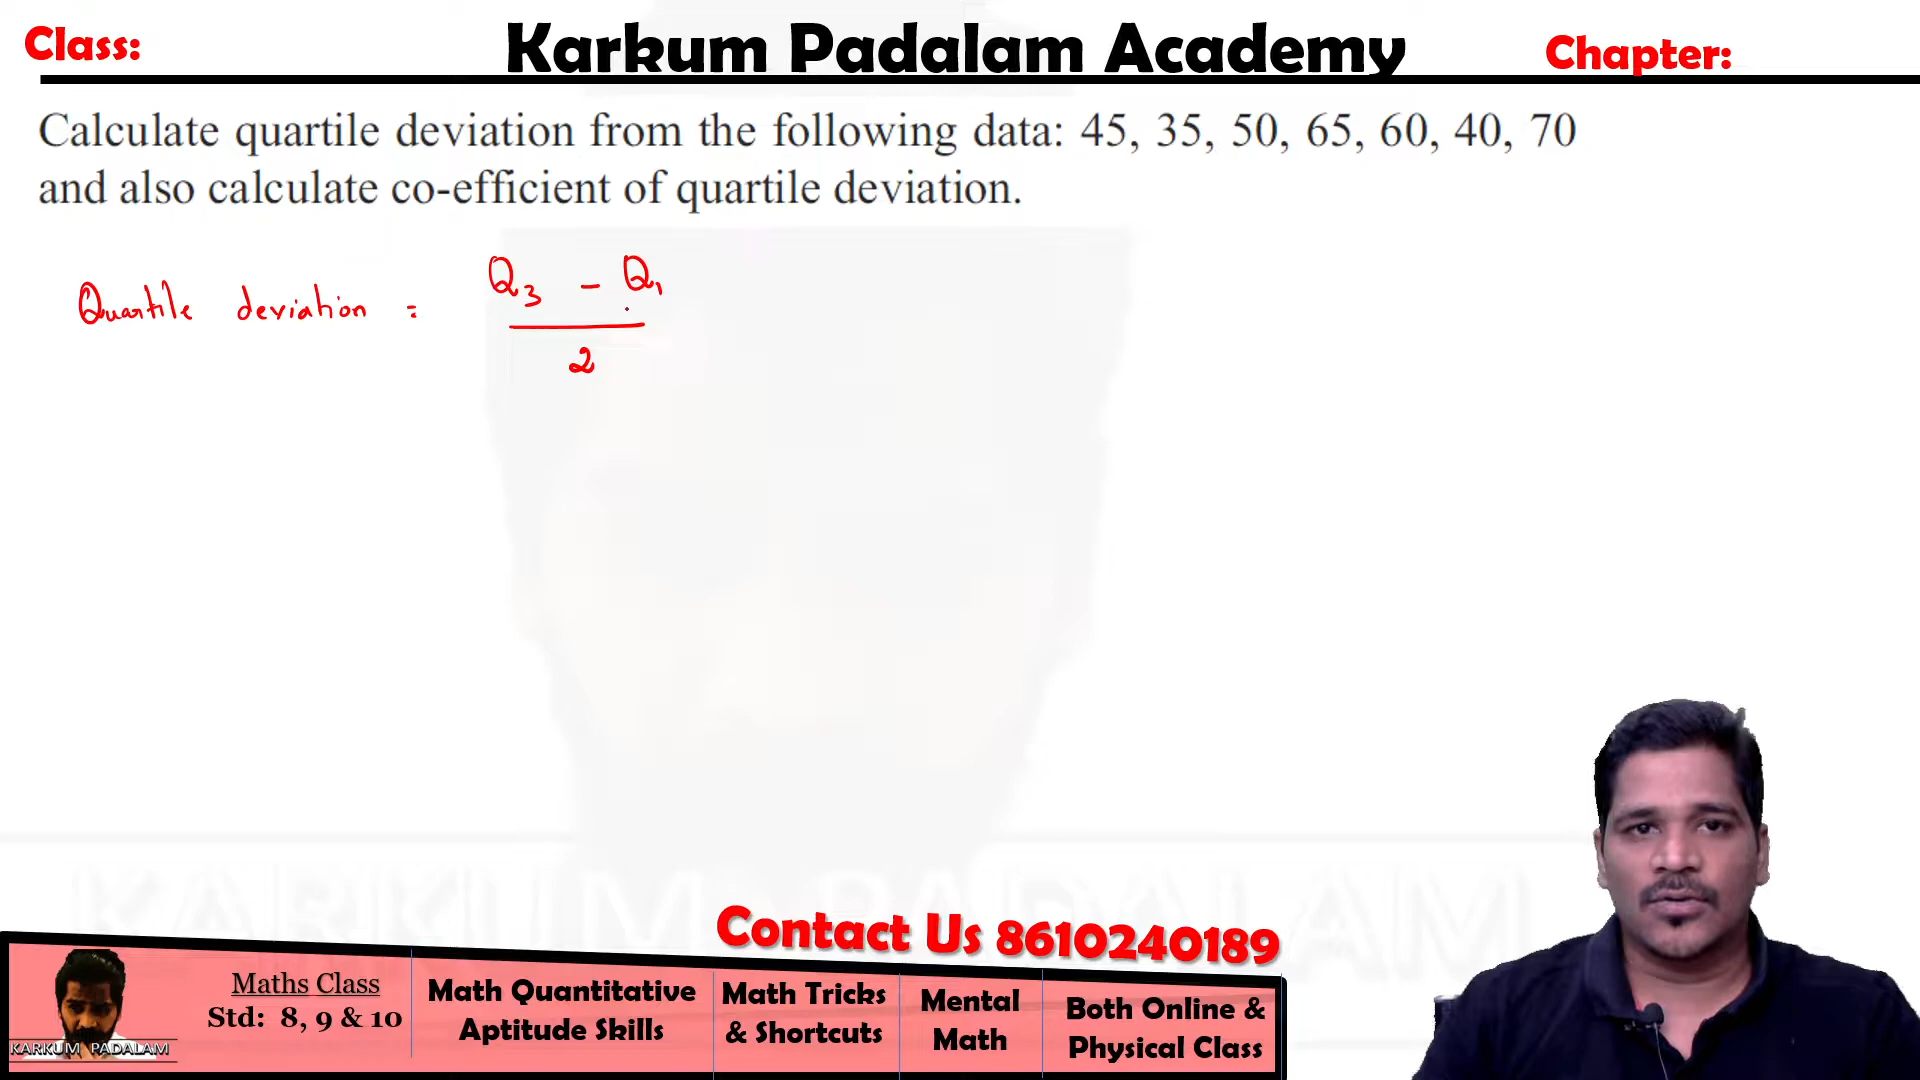 Class:
Karkum Padalam Academy
Chapter:
Calculate quartile deviation from the following data: 45, 35, 50, 65, 60, 40, 70
and also calculate co-efficient of quartile deviation.
Quartile deviation = Q3 - Q1
2
KARKUM PADALAM
Contact Us 8610240189
KARKUM PADALAM
Maths Class
Std: 8, 9 & 10
Math Quantitative
Aptitude Skills
Math Tricks
& Shortcuts
Mental
Math
Both Online &
Physical Class